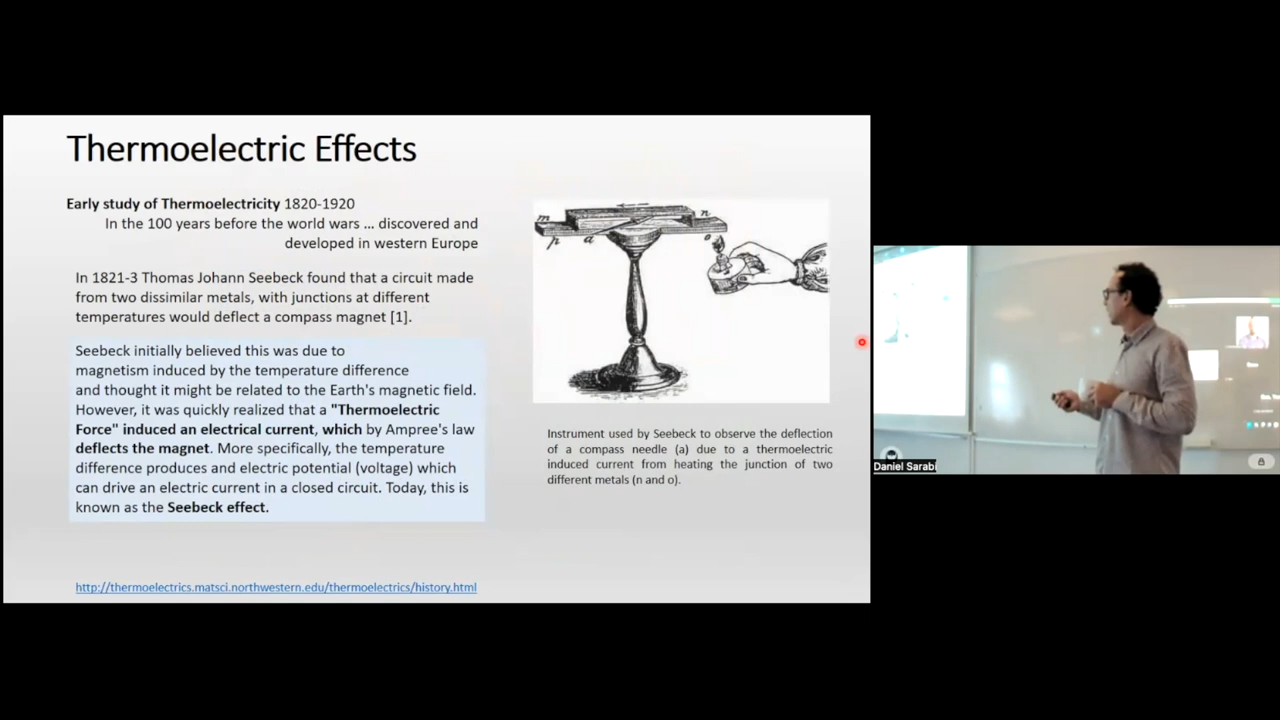 Thermoelectric Effects
Early study of Thermoelectricity 1820-1920
In the 100 years before the world wars ... discovered and
developed in western Europe
In 1821-3 Thomas Johann Seebeck found that a circuit made
from two dissimilar metals, with junctions at different
temperatures would deflect a compass magnet [1].
Seebeck initially believed this was due to
magnetism induced by the temperature difference
and thought it might be related to the Earth's magnetic field.
However, it was quickly realized that a "Thermoelectric
Force" induced an electrical current, which by Ampree's law
deflects the magnet. More specifically, the temperature
difference produces and electric potential (voltage) which
can drive an electric current in a closed circuit. Today, this is
known as the Seebeck effect.
http://thermoelectrics.matsci.northwestern.edu/thermoelectrics/history.html
m
n
p
a
o
Instrument used by Seebeck to observe the deflection
of a compass needle (a) due to a thermoelectric
induced current from heating the junction of two
different metals (n and o).
Daniel Sarabi